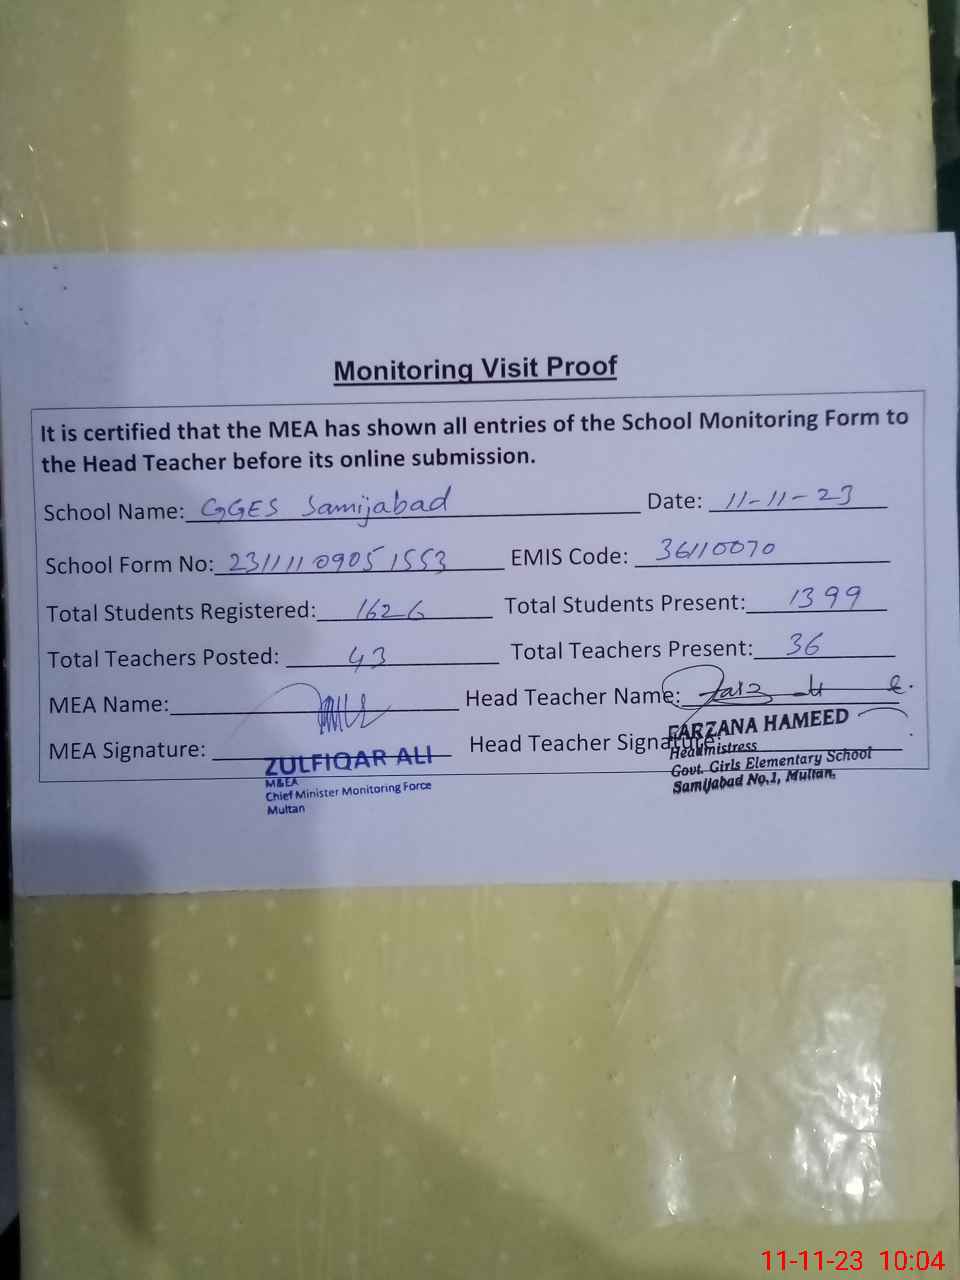 Monitoring Visit Proof
It is certified that the MEA has shown all entries of the School Monitoring Form to
the Head Teacher before its online submission.
School Name: GGES Samijabad Date: 11-11-23
School Form No: 231111 0905 1553 EMIS Code: 36110070
Total Students Registered: 1626 Total Students Present: 1399
Total Teachers Posted: 43 Total Teachers Present: 36
MEA Name: Head Teacher Name:
MEA Signature: Head Teacher Signature:
ZULFIQAR ALI
M&EA
Chief Minister Monitoring Force
Multan
FARZANA HAMEED
Headmistress
Govt. Girls Elementary School
Samijabad No.1, Multan.
11-11-23 10:04